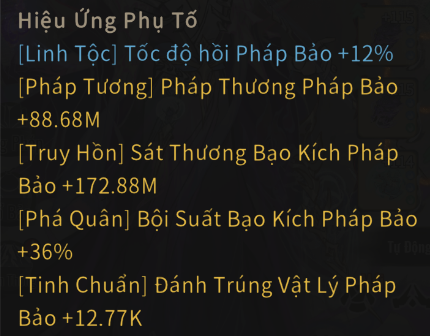 Hiệu Ứng Phụ Tố
[Linh Tộc] Tốc độ hồi Pháp Bảo +12%
[Pháp Tương] Pháp Thương Pháp Bảo
+88.68M
[Truy Hồn] Sát Thương Bạo Kích Pháp
Bảo +172.88M
[Phá Quân] Bội Suất Bạo Kích Pháp Bảo
+36%
[Tinh Chuẩn] Đánh Trúng Vật Lý Pháp
Bảo +12.77K
Tự Động